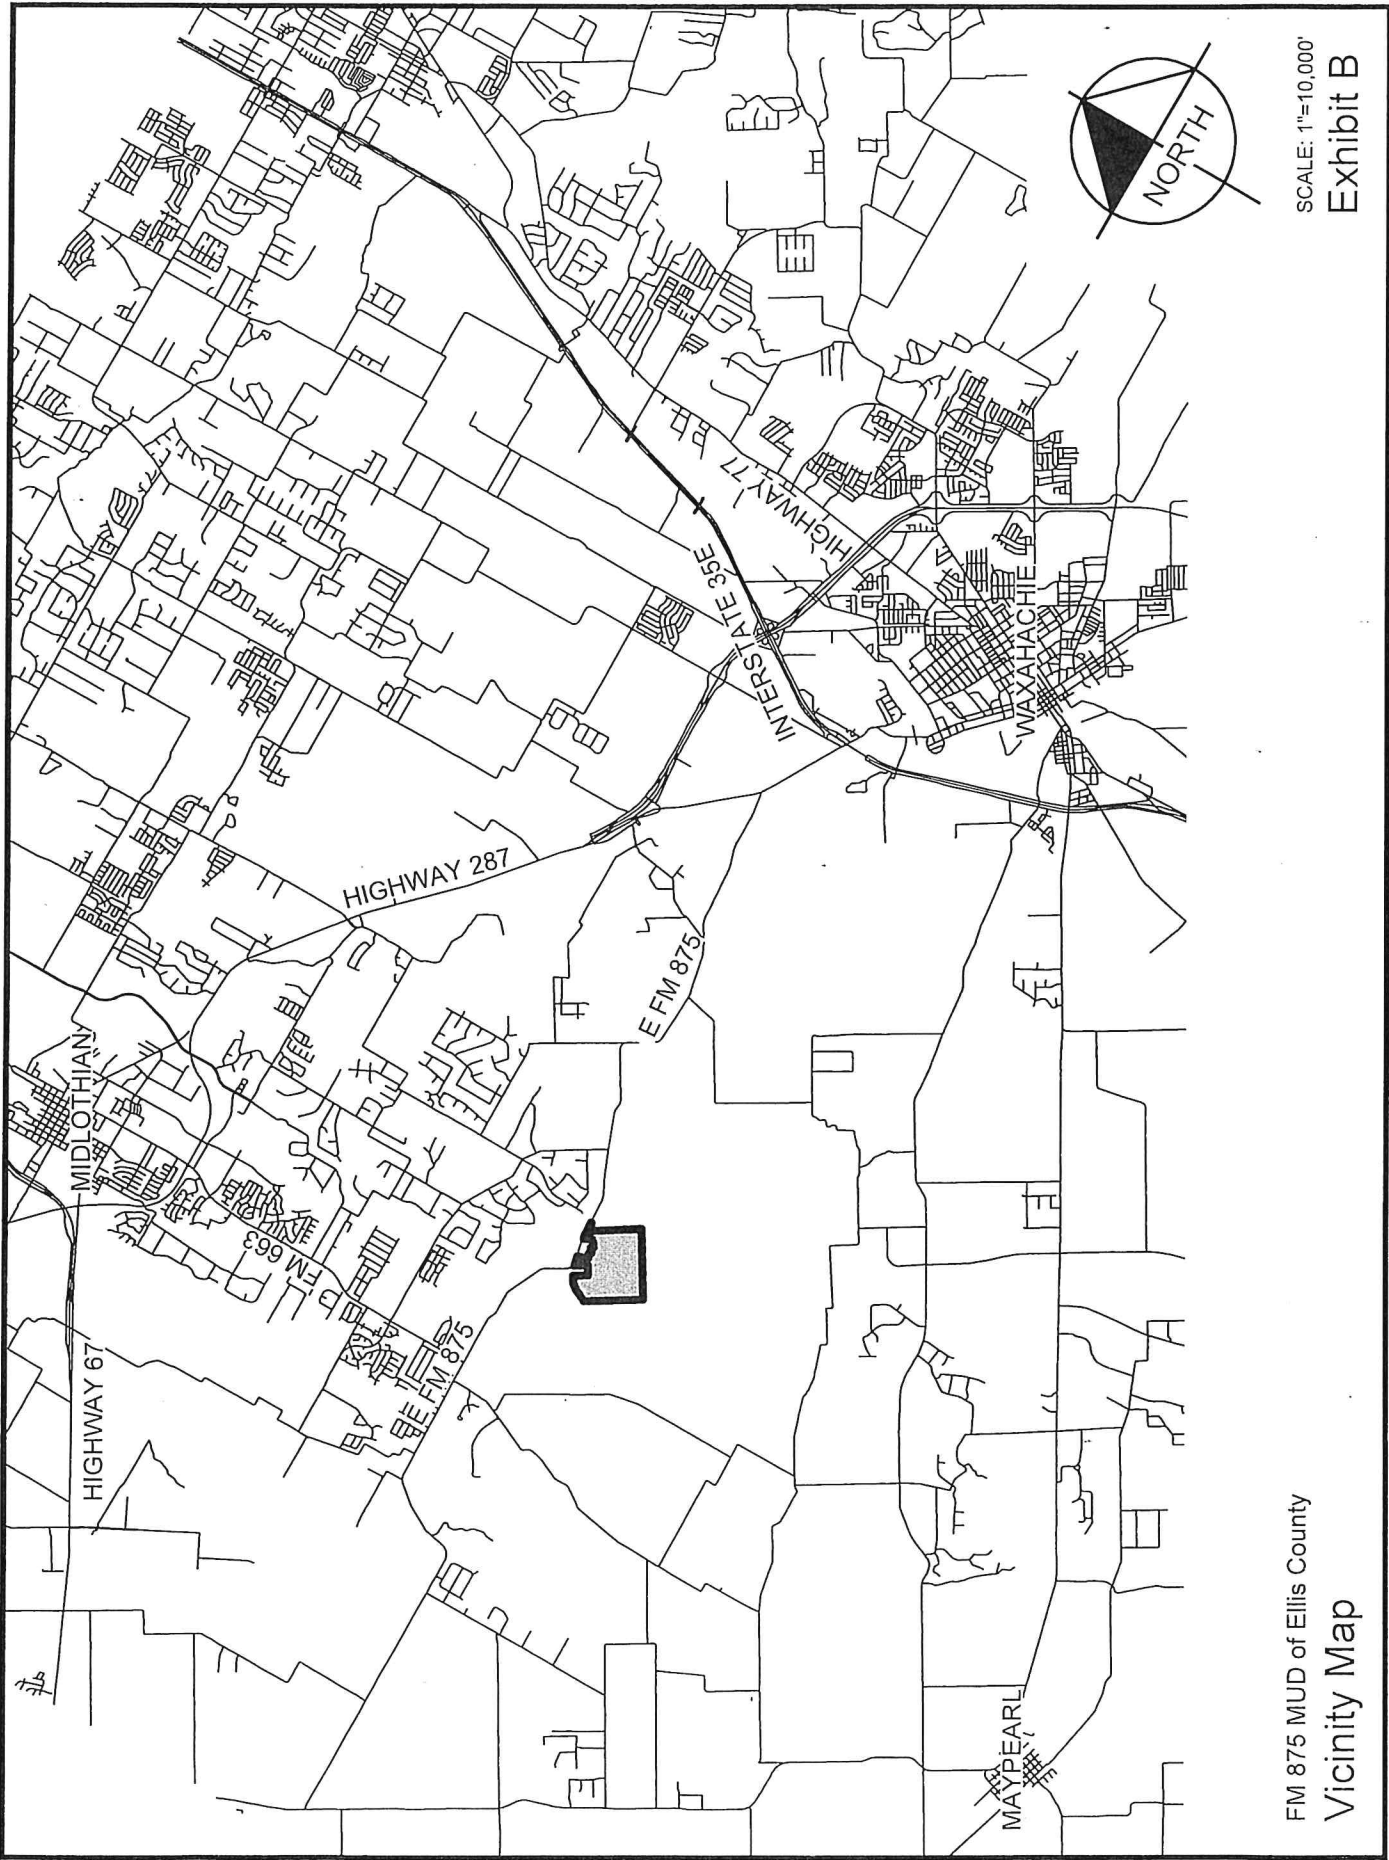 MIDLOTHIAN
HIGHWAY 67
FM 663
E FM 875
HIGHWAY 287
E FM 875
INTERSTATE 35E
HIGHWAY 77
WAXAHACHIE
MAYPEARL
NORTH
FM 875 MUD of Ellis County
Vicinity Map
SCALE: 1"=10,000'
Exhibit B